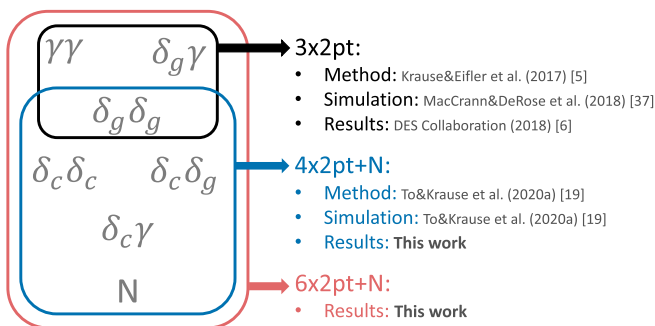 γγ δgγ
δgδg
δcδc δcδg
δcγ
N
3x2pt:
• Method: Krause&Eifler et al. (2017) [5]
• Simulation: MacCrann&DeRose et al. (2018) [37]
• Results: DES Collaboration (2018) [6]
4x2pt+N:
• Method: To&Krause et al. (2020a) [19]
• Simulation: To&Krause et al. (2020a) [19]
• Results: This work
6x2pt+N:
• Results: This work